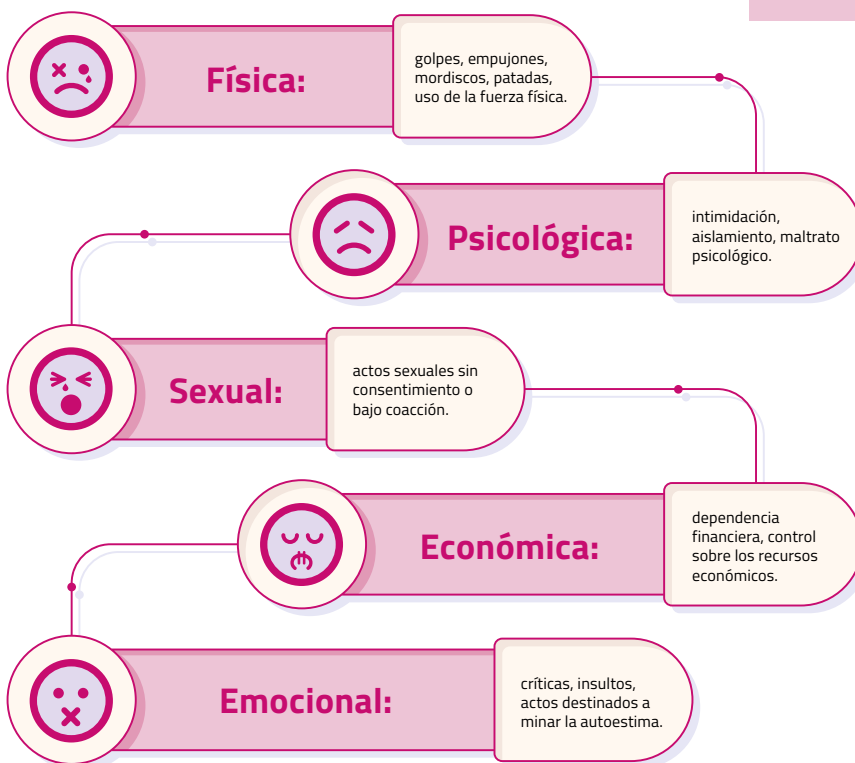 Física:
golpes, empujones,
mordiscos, patadas,
uso de la fuerza física.
Psicológica:
intimidación,
aislamiento, maltrato
psicológico.
Sexual:
actos sexuales sin
consentimiento o
bajo coacción.
Económica:
dependencia
financiera, control
sobre los recursos
económicos.
Emocional:
críticas, insultos,
actos destinados a
minar la autoestima.